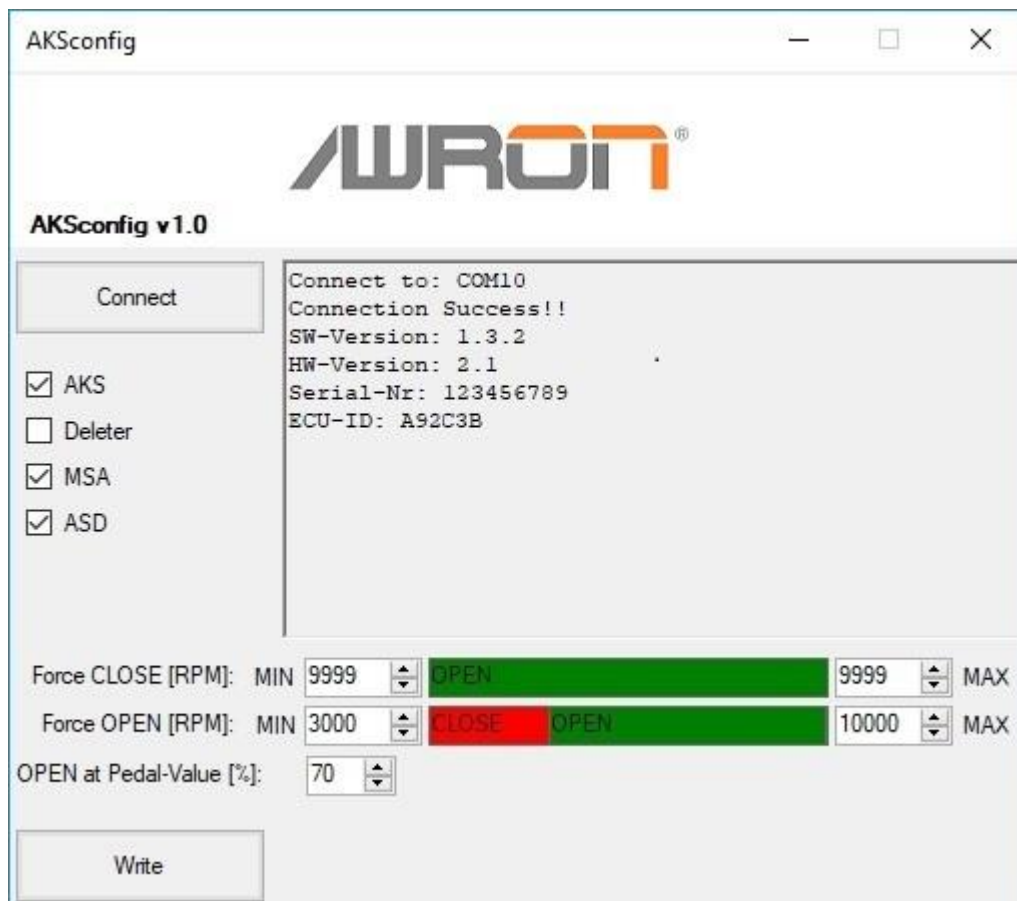 AKSconfig
AWRON®
AKSconfig v1.0
Connect
Connect to: COM10
Connection Success!!
SW-Version: 1.3.2
HW-Version: 2.1
Serial-Nr: 123456789
ECU-ID: A92C3B
AKS
Deleter
MSA
ASD
Force CLOSE [RPM]: MIN 9999 OPEN 9999 MAX
Force OPEN [RPM]: MIN 3000 CLOSE OPEN 10000 MAX
OPEN at Pedal-Value [%]: 70
Write